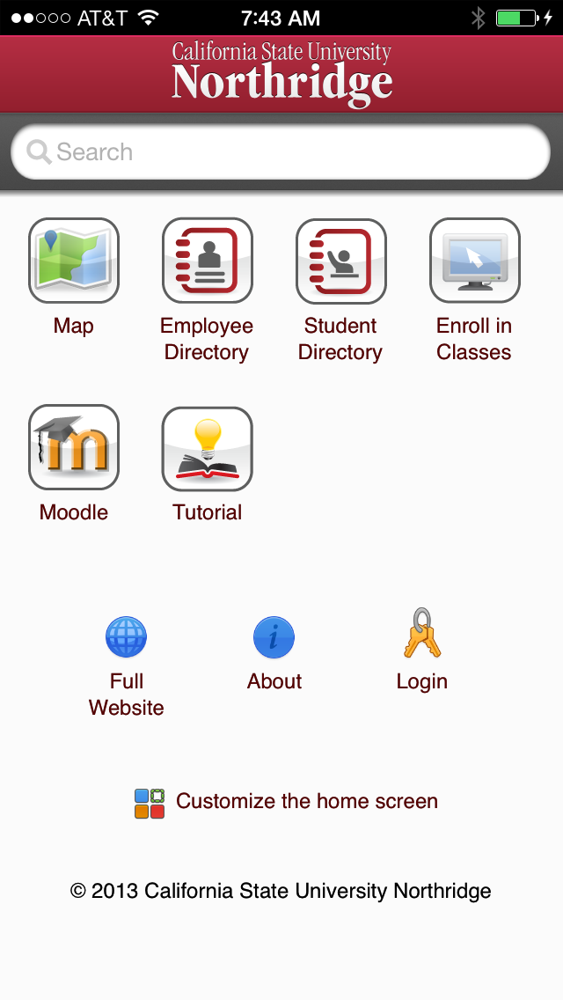 AT&T 7:43 AM
California State University
Northridge
Search
Map
Employee
Directory
Student
Directory
Enroll in
Classes
m
Moodle
Tutorial
Full
Website
i
About
Login
Customize the home screen
© 2013 California State University Northridge